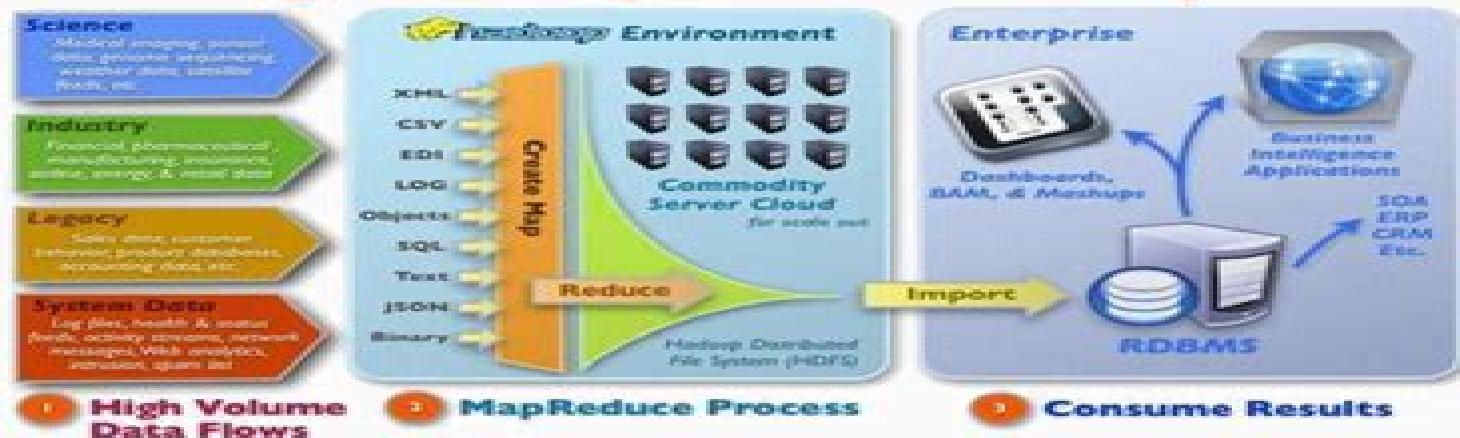 Science
Medical imaging, sensor
data, genome sequencing,
weather data, satellite
feeds, etc.
Industry
Financial, pharmaceutical
manufacturing, insurance,
online, energy, & retail data
Legacy
Sales data, customer
behavior, product databases,
accounting data, etc.
System Data
Log files, health & status
feeds, activity streams, network
messages, Web analytics,
intrusion, spam list
1 High Volume
Data Flows
Environment
XML
CSV
EDI
LOG
Objects
SQL
Text
JSON
Binary
Create Map
Reduce
Commodity
Server Cloud
for scale out
Hadoop Distributed
File System (HDFS)
2 MapReduce Process
Import
Enterprise
Dashboards,
BAM, & Mashups
Business
Intelligence
Applications
SOA
ERP
CRM
Etc.
RDBMS
3 Consume Results